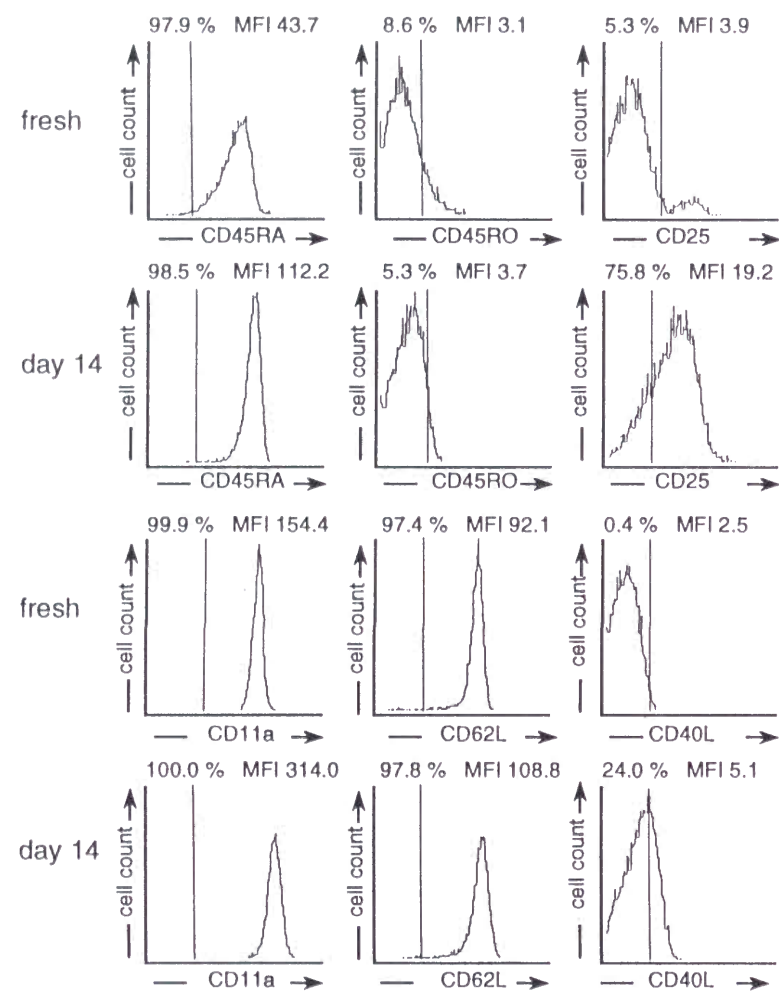 97.9 % MFI 43.7 8.6 % MFI 3.1 5.3 % MFI 3.9
fresh
cell count cell count cell count
CD45RA CD45RO CD25
98.5 % MFI 112.2 5.3 % MFI 3.7 75.8 % MFI 19.2
day 14
cell count cell count cell count
CD45RA CD45RO CD25
99.9 % MFI 154.4 97.4 % MFI 92.1 0.4 % MFI 2.5
fresh
cell count cell count cell count
CD11a CD62L CD40L
100.0 % MFI 314.0 97.8 % MFI 108.8 24.0 % MFI 5.1
day 14
cell count cell count cell count
CD11a CD62L CD40L